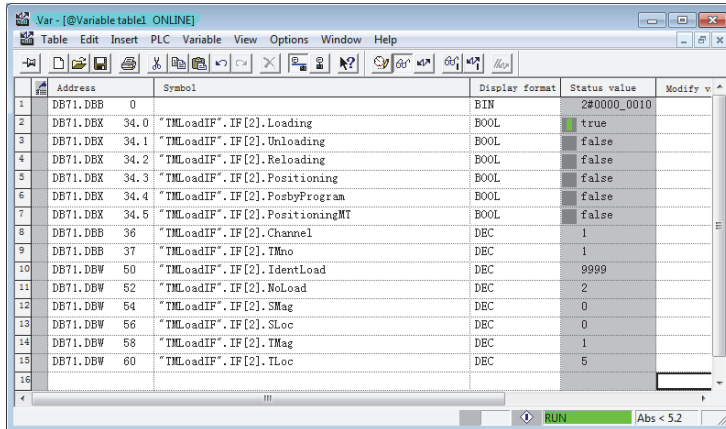 Var - [@Variable table1 ONLINE]
Table Edit Insert PLC Variable View Options Window Help
Address Symbol Display format Status value Modify v
1 DB71.DBB 0 BIN 2#0000_0010
2 DB71.DBX 34.0 "TMLoadIF".IF[2].Loading BOOL true
3 DB71.DBX 34.1 "TMLoadIF".IF[2].Unloading BOOL false
4 DB71.DBX 34.2 "TMLoadIF".IF[2].Reloading BOOL false
5 DB71.DBX 34.3 "TMLoadIF".IF[2].Positioning BOOL false
6 DB71.DBX 34.4 "TMLoadIF".IF[2].PosbyProgram BOOL false
7 DB71.DBX 34.5 "TMLoadIF".IF[2].PositioningMT BOOL false
8 DB71.DBB 36 "TMLoadIF".IF[2].Channel DEC 1
9 DB71.DBB 37 "TMLoadIF".IF[2].TMno DEC 1
10 DB71.DBW 50 "TMLoadIF".IF[2].IdentLoad DEC 9999
11 DB71.DBW 52 "TMLoadIF".IF[2].NoLoad DEC 2
12 DB71.DBW 54 "TMLoadIF".IF[2].SMag DEC 0
13 DB71.DBW 56 "TMLoadIF".IF[2].SLoc DEC 0
14 DB71.DBW 58 "TMLoadIF".IF[2].TMag DEC 1
15 DB71.DBW 60 "TMLoadIF".IF[2].TLoc DEC 5
16
RUN Abs < 5.2